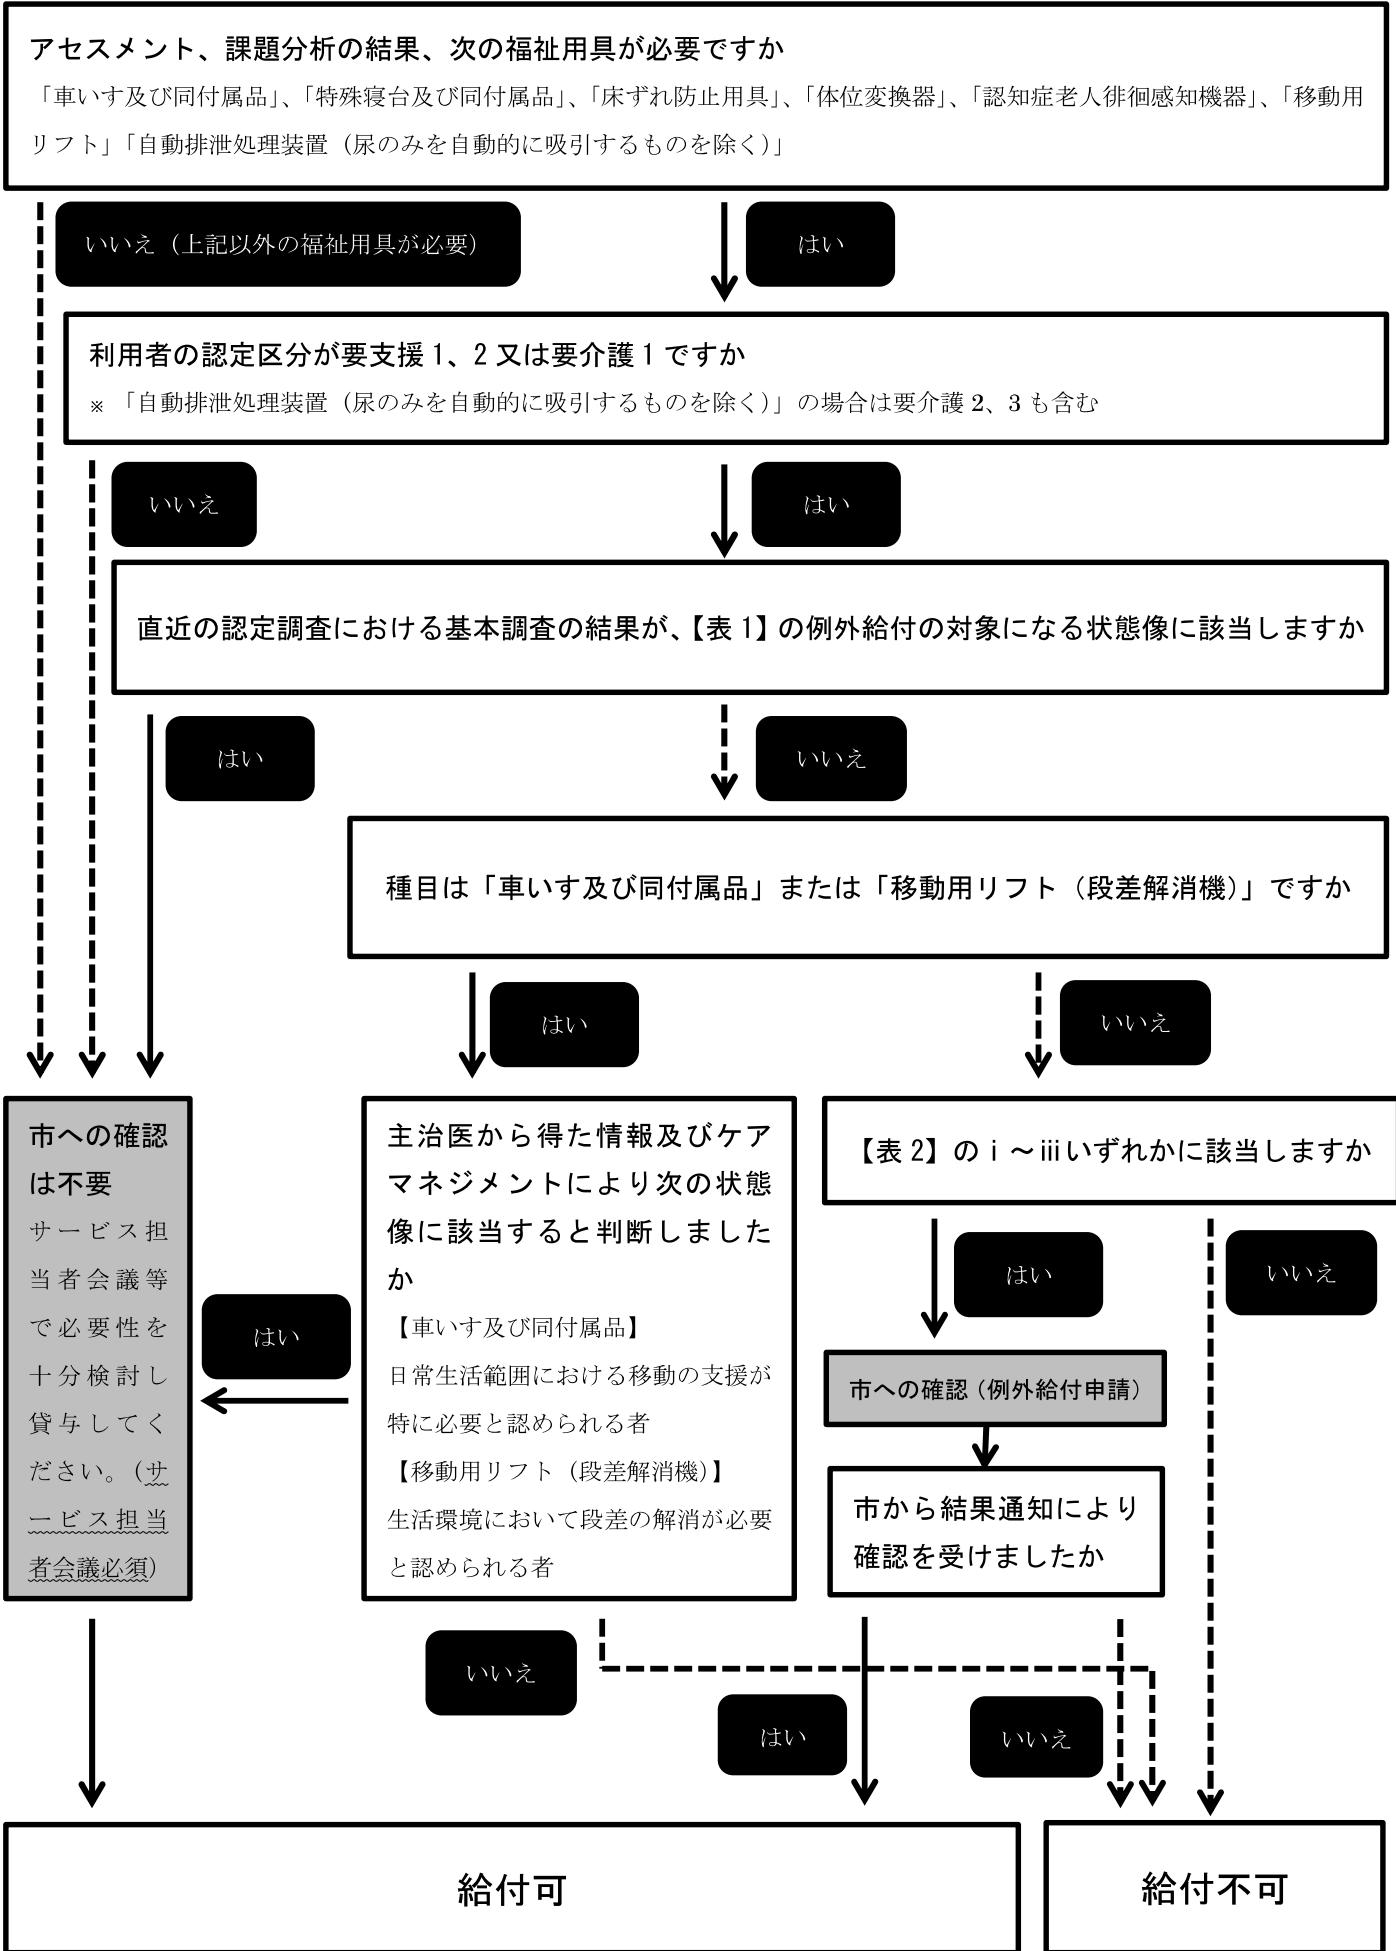 アセスメント、課題分析の結果、次の福祉用具が必要ですか
「車いす及び同付属品」、「特殊寝台及び同付属品」、「床ずれ防止用具」、「体位変換器」、「認知症老人徘徊感知機器」、「移動用
リフト」「自動排泄処理装置（尿のみを自動的に吸引するものを除く）」
いいえ（上記以外の福祉用具が必要）
はい
利用者の認定区分が要支援 1、2 又は要介護 1 ですか
※ 「自動排泄処理装置（尿のみを自動的に吸引するものを除く）」の場合は要介護 2、3 も含む
いいえ
はい
直近の認定調査における基本調査の結果が、【表 1】の例外給付の対象になる状態像に該当しますか
はい
いいえ
種目は「車いす及び同付属品」または「移動用リフト（段差解消機）」ですか
はい
いいえ
市への確認
は不要
サービス担
当者会議等
で必要性を
十分検討し
貸与してく
ださい。（サ
ービス担当
者会議必須）
はい
主治医から得た情報及びケア
マネジメントにより次の状態
像に該当すると判断しました
か
【車いす及び同付属品】
日常生活範囲における移動の支援が
特に必要と認められる者
【移動用リフト（段差解消機）】
生活環境において段差の解消が必要
と認められる者
【表 2】のⅰ～ⅲいずれかに該当しますか
はい
いいえ
市への確認（例外給付申請）
市から結果通知により
確認を受けましたか
いいえ
はい
いいえ
給付可
給付不可